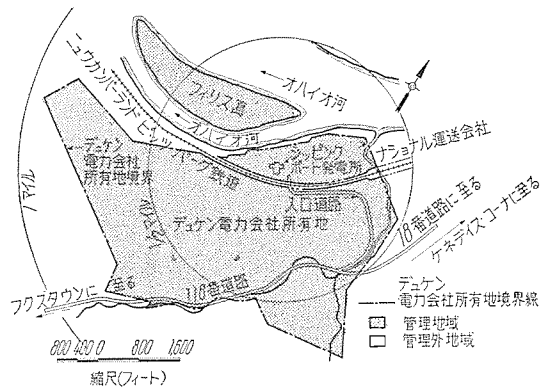 ニュウカンバーランドピッツバーグ鉄道
フィリス島
オハイオ河
オハイオ河
シッピング
ポート発電所
ナショナル運送会社
デュケン
電力会社
所有地境界
1マイル
1/2マイル
入口道路
デュケン電力会社所有地
18番道路に至る
ケネディスコーナに至る
フクスタウンに
至る
118番道路
デュケン
電力会社所有地境界線
管理地域
管理外地域
800 400 0 800 1,600
縮尺(フィート)